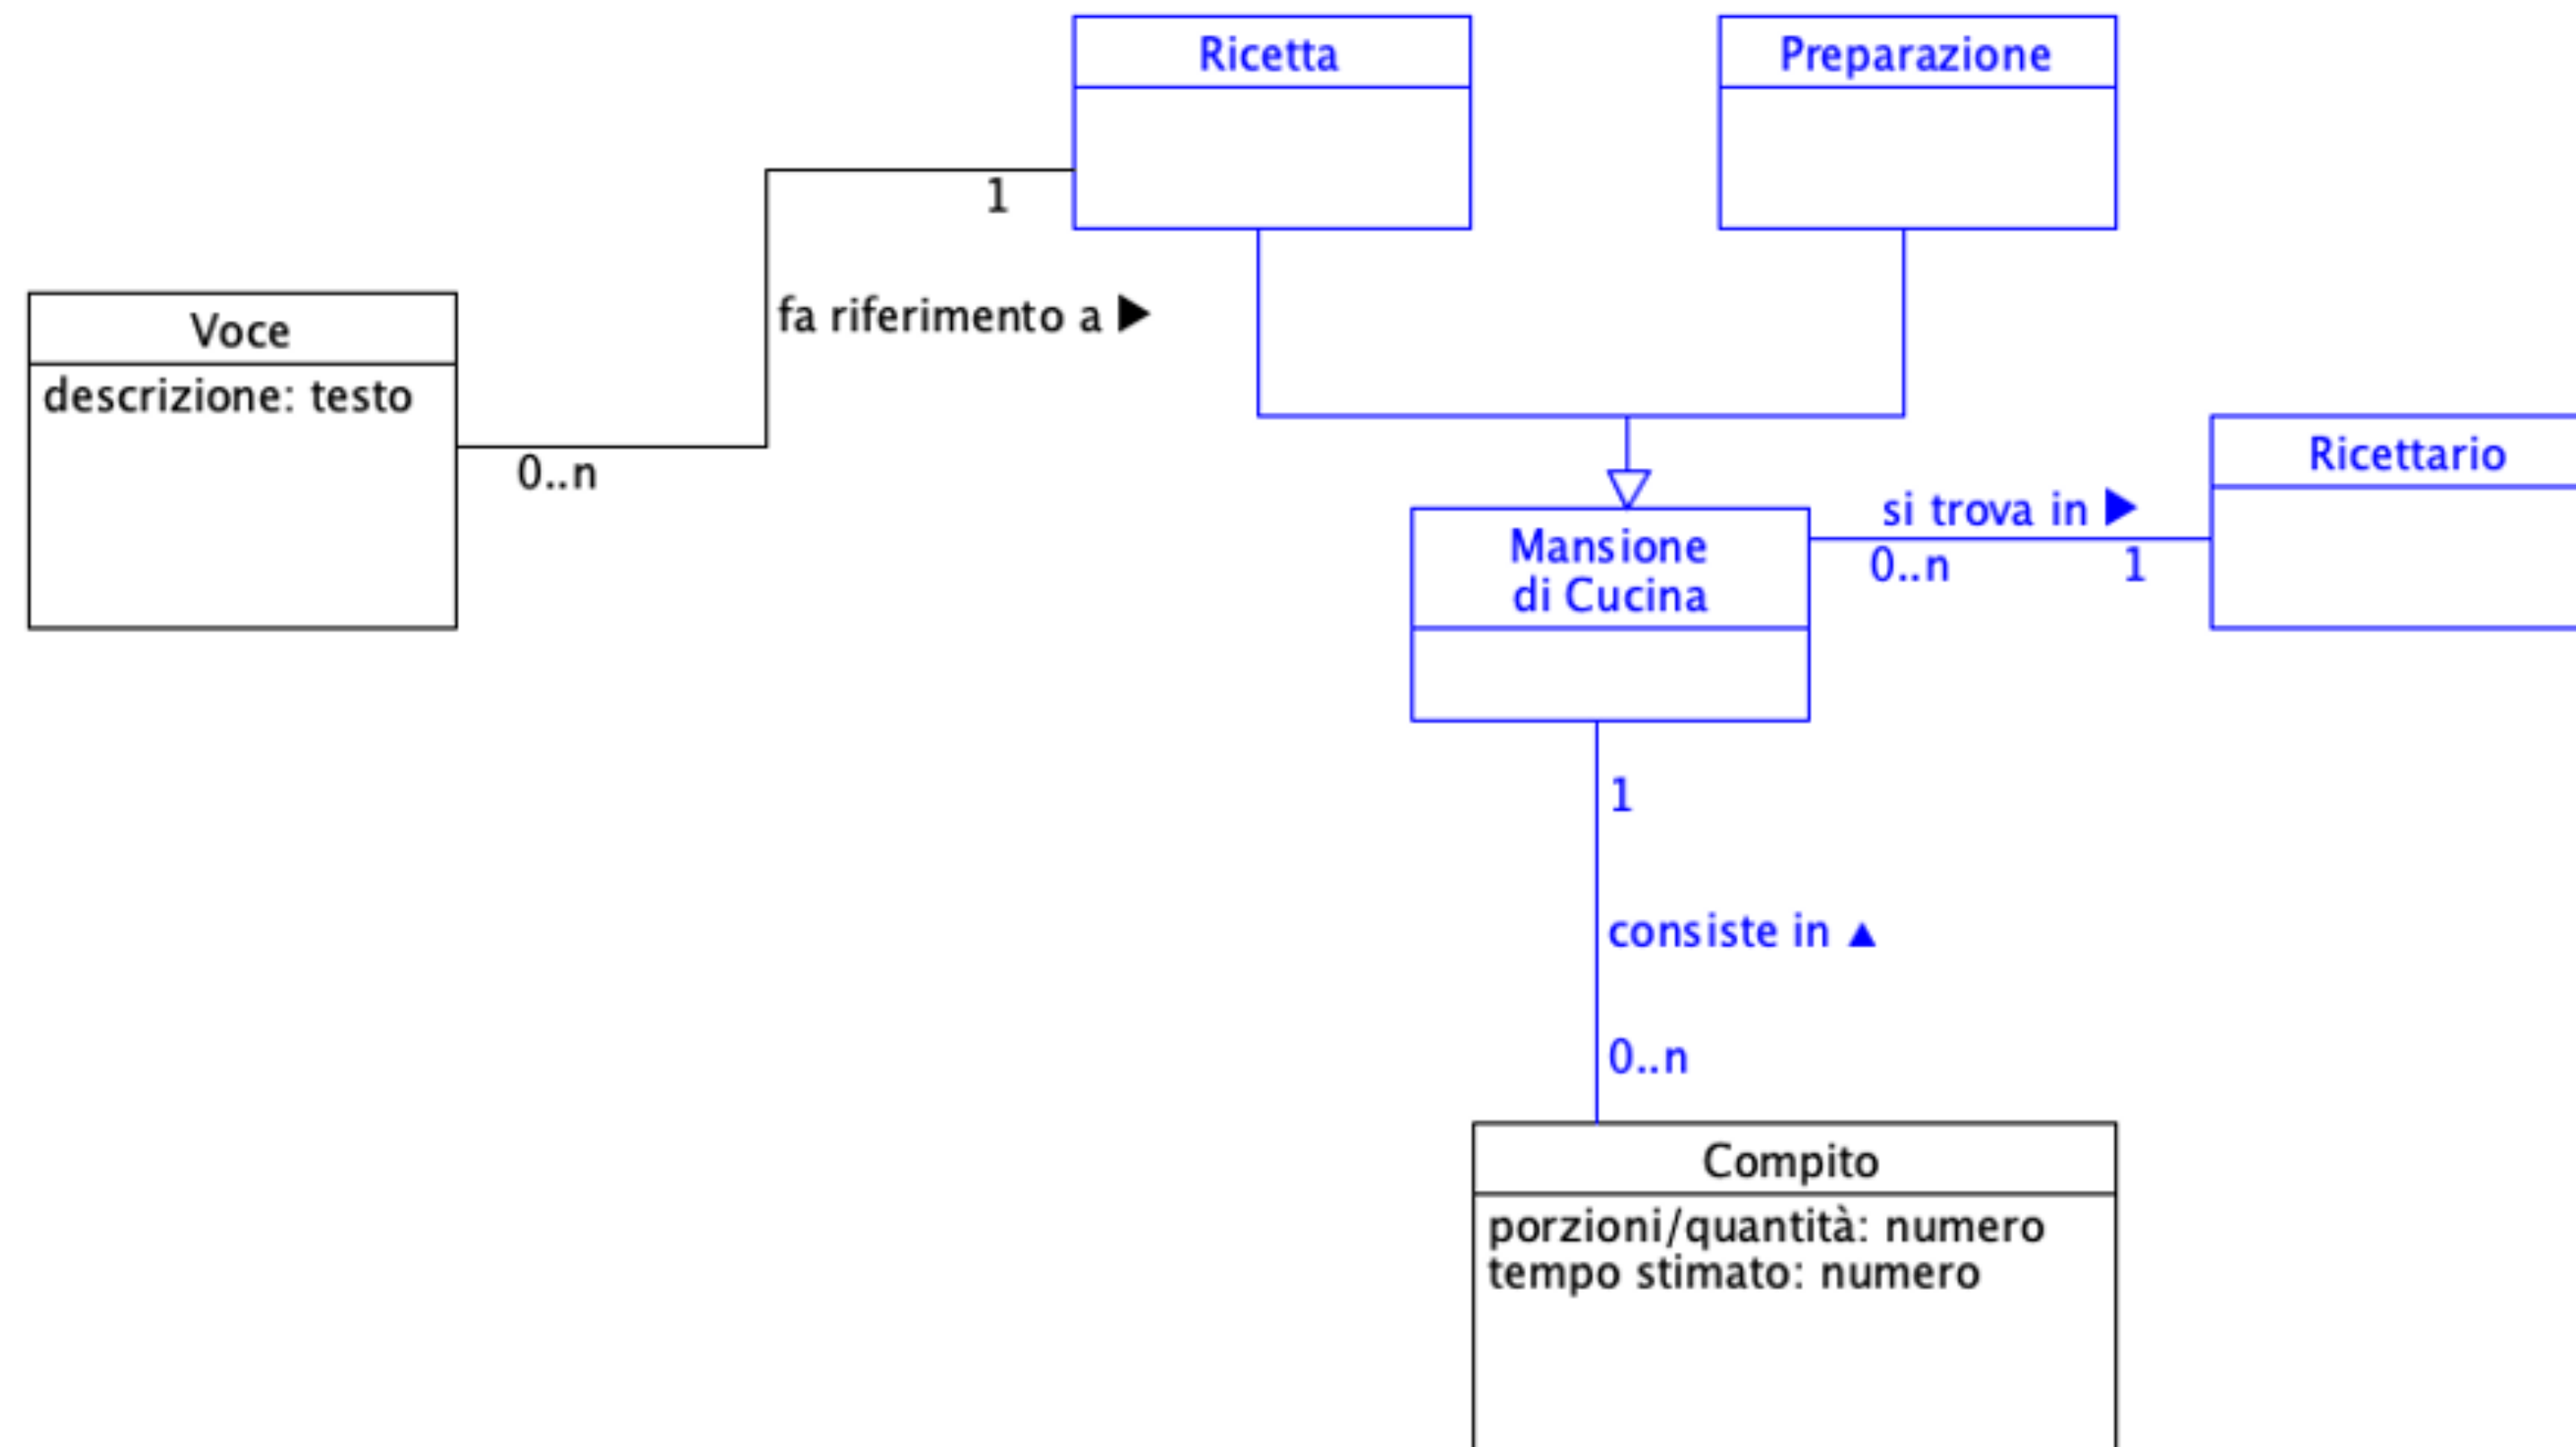 Ricetta
Preparazione
1
fa riferimento a ▶
Voce
descrizione: testo
0..n
Ricettario
si trova in ▶
0..n 1
Mansione
di Cucina
1
consiste in ▲
0..n
Compito
porzioni/quantità: numero
tempo stimato: numero